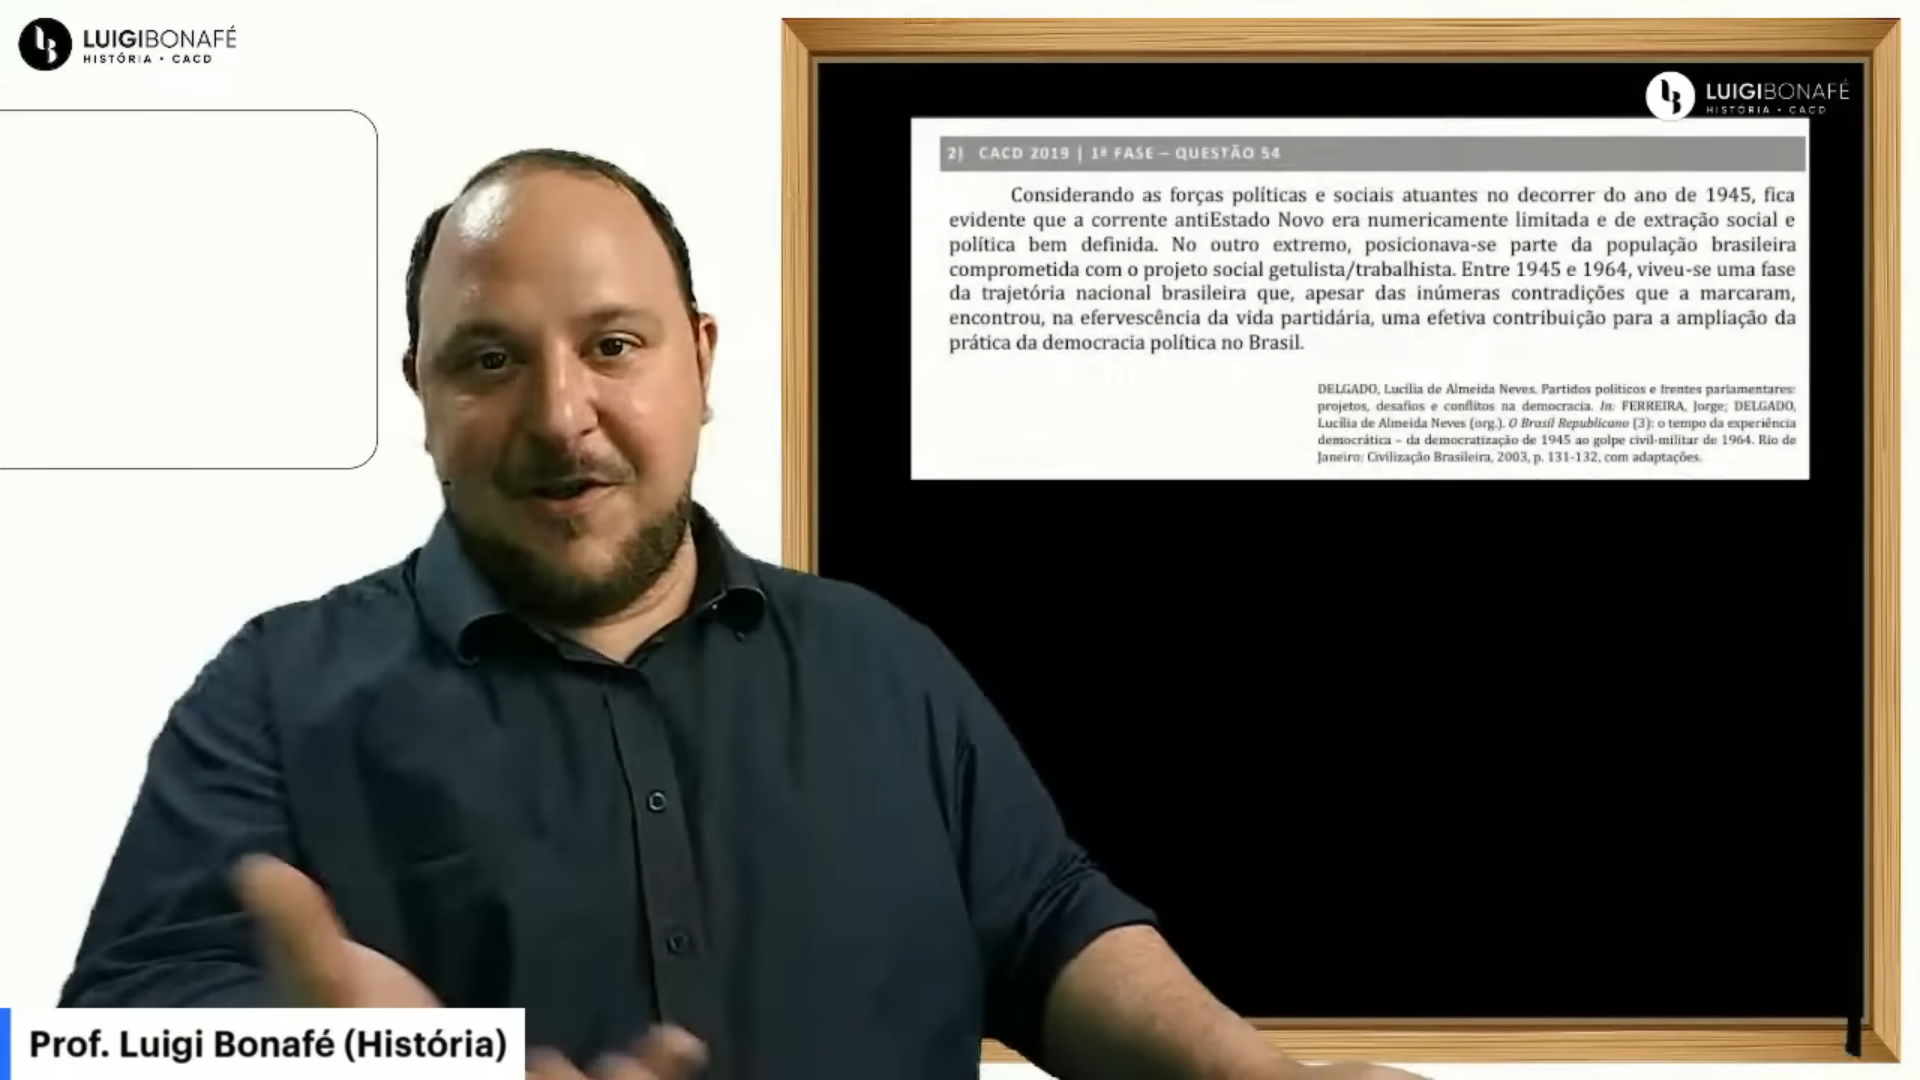 LUIGIBONAFÉ
HISTÓRIA • CACD
LUIGIBONAFÉ
HISTÓRIA • CACD
2) CACD 2019 | 1ª FASE – QUESTÃO 54
Considerando as forças políticas e sociais atuantes no decorrer do ano de 1945, fica
evidente que a corrente antiEstado Novo era numericamente limitada e de extração social e
política bem definida. No outro extremo, posicionava-se parte da população brasileira
comprometida com o projeto social getulista/trabalhista. Entre 1945 e 1964, viveu-se uma fase
da trajetória nacional brasileira que, apesar das inúmeras contradições que a marcaram,
encontrou, na efervescência da vida partidária, uma efetiva contribuição para a ampliação da
prática da democracia política no Brasil.
DELGADO, Lucília de Almeida Neves. Partidos políticos e frentes parlamentares:
projetos, desafios e conflitos na democracia. In: FERREIRA, Jorge; DELGADO,
Lucília de Almeida Neves (org.). O Brasil Republicano (3): o tempo da experiência
democrática – da democratização de 1945 ao golpe civil-militar de 1964. Rio de
Janeiro: Civilização Brasileira, 2003, p. 131-132, com adaptações.
Prof. Luigi Bonafé (História)